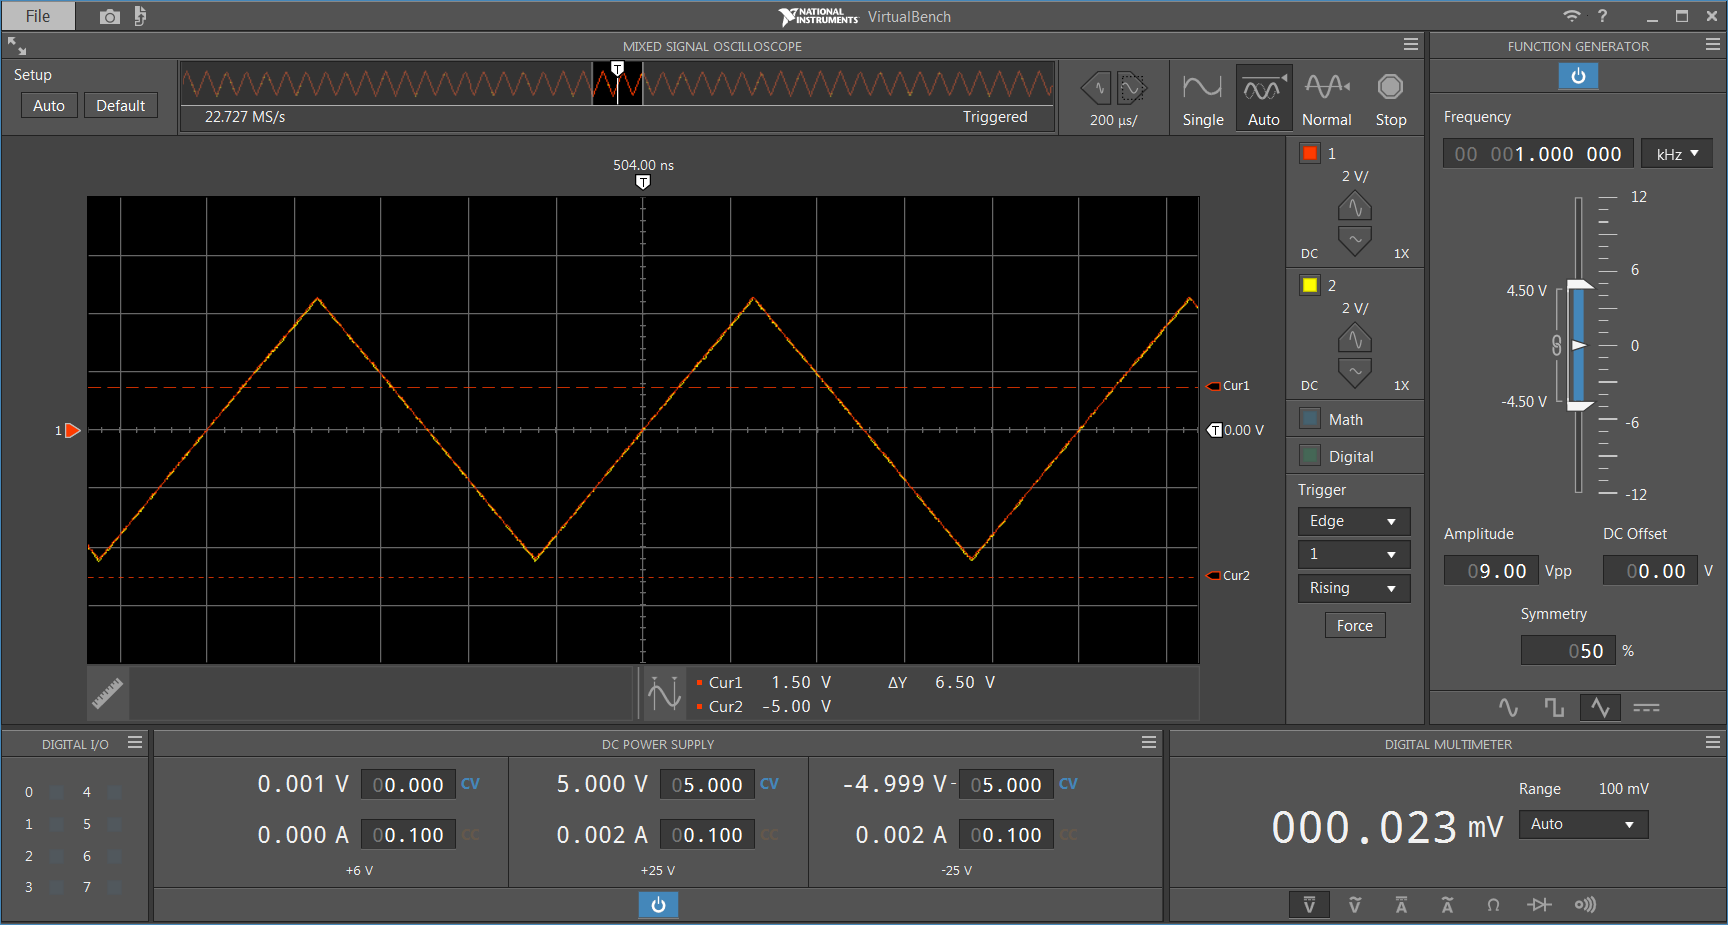 File
NATIONAL INSTRUMENTS VirtualBench
?
MIXED SIGNAL OSCILLOSCOPE
FUNCTION GENERATOR
Setup
Auto Default
T
22.727 MS/s Triggered
200 µs/
Single Auto Normal Stop
504.00 ns
T
1
2 V/
DC 1X
2
2 V/
DC 1X
Math
Digital
Trigger
Edge
1
Rising
Force
1
Cur1
T 0.00 V
Cur2
Cur1 1.50 V ΔY 6.50 V
Cur2 -5.00 V
Frequency
00 001.000 000 kHz
12
6
4.50 V
0
-4.50 V
-6
-12
Amplitude DC Offset
09.00 Vpp 00.00 V
Symmetry
050 %
DIGITAL I/O
0 4
1 5
2 6
3 7
DC POWER SUPPLY
0.001 V 00.000 CV
0.000 A 00.100 CC
+6 V
5.000 V 05.000 CV
0.002 A 00.100 CC
+25 V
-4.999 V - 05.000 CV
0.002 A 00.100 CC
-25 V
DIGITAL MULTIMETER
Range 100 mV
000.023 mV Auto
V V A A Ω